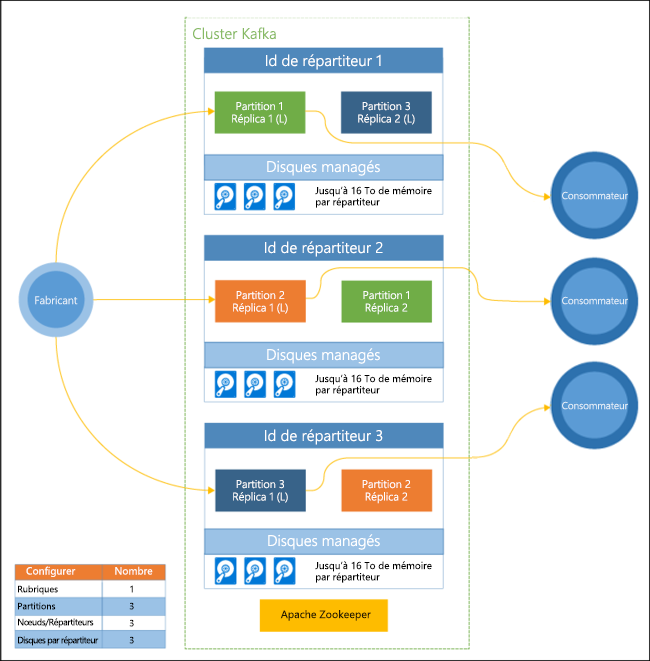 Cluster Kafka
Id de répartiteur 1
Partition 1
Réplica 1 (L)
Partition 3
Réplica 2 (L)
Disques managés
Jusqu'à 16 To de mémoire
par répartiteur
Id de répartiteur 2
Partition 2
Réplica 1 (L)
Partition 1
Réplica 2
Disques managés
Jusqu'à 16 To de mémoire
par répartiteur
Id de répartiteur 3
Partition 3
Réplica 1 (L)
Partition 2
Réplica 2
Disques managés
Jusqu'à 16 To de mémoire
par répartiteur
Apache Zookeeper
Fabricant
Consommateur
Consommateur
Consommateur
Configurer Nombre
Rubriques 1
Partitions 3
Nœuds/Répartiteurs 3
Disques par répartiteur 3